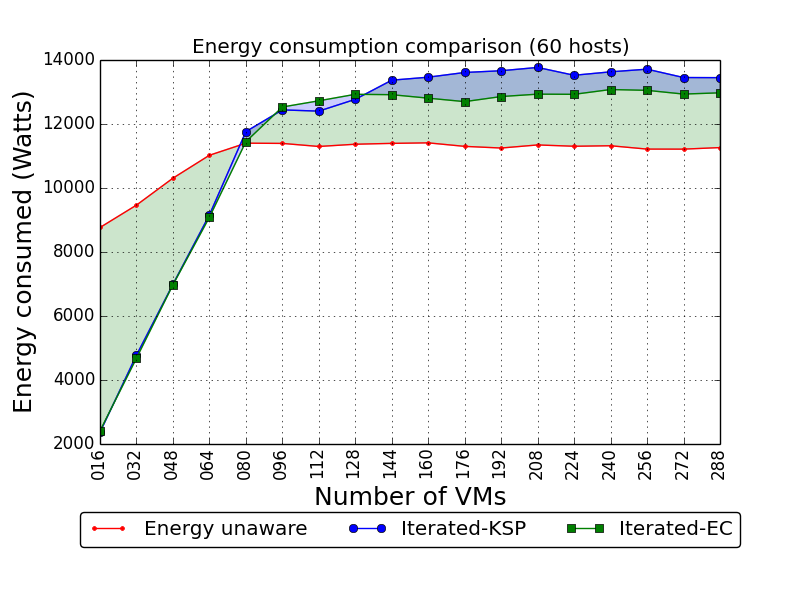 Energy consumption comparison (60 hosts)
14000
12000
10000
8000
6000
4000
2000
Energy consumed (Watts)
016 032 048 064 080 096 112 128 144 160 176 192 208 224 240 256 272 288
Number of VMs
Energy unaware Iterated-KSP Iterated-EC